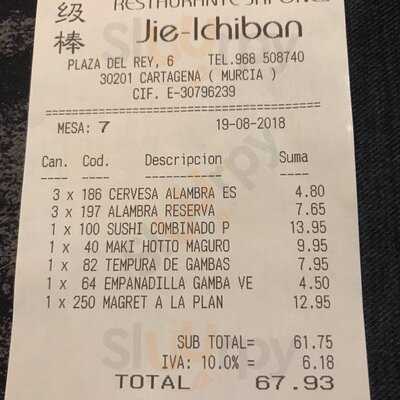 级 RESTAURANTE JAPONES
棒 Jie-Ichiban
PLAZA DEL REY, 6 TEL.968 508740
30201 CARTAGENA ( MURCIA )
CIF. E-30796239
========================================
MESA: 7 19-08-2018
Can. Cod. Descripcion Suma
---- ---- ----------- ----
3 x 186 CERVESA ALAMBRA ES 4.80
3 x 197 ALAMBRA RESERVA 7.65
1 x 100 SUSHI COMBINADO P 13.95
1 x 40 MAKI HOTTO MAGURO 9.95
1 x 82 TEMPURA DE GAMBAS 7.95
1 x 64 EMPANADILLA GAMBA VE 4.50
1 x 250 MAGRET A LA PLAN 12.95
SUB TOTAL= 61.75
IVA: 10.0% = 6.18
TOTAL 67.93
Sluurpy